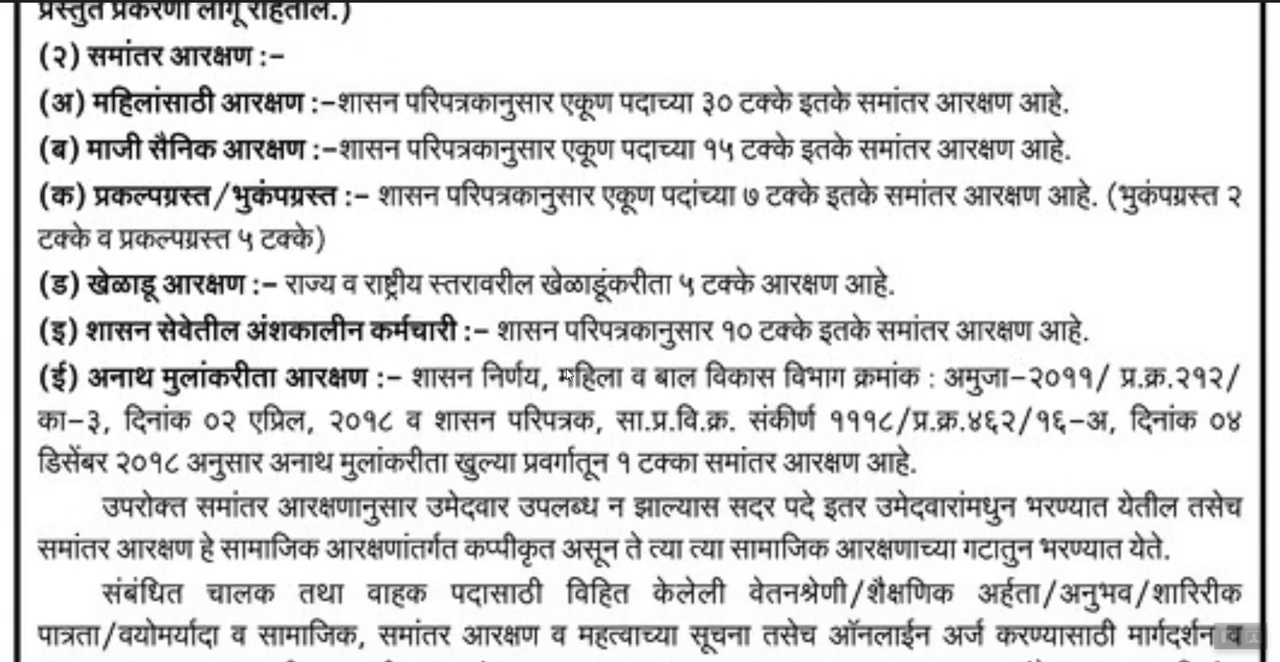 प्रस्तुत प्रकरणी लागू राहतील.)
(२) समांतर आरक्षण :-
(अ) महिलांसाठी आरक्षण :-शासन परिपत्रकानुसार एकूण पदाच्या ३० टक्के इतके समांतर आरक्षण आहे.
(ब) माजी सैनिक आरक्षण :-शासन परिपत्रकानुसार एकूण पदाच्या १५ टक्के इतके समांतर आरक्षण आहे.
(क) प्रकल्पग्रस्त/भुकंपग्रस्त :- शासन परिपत्रकानुसार एकूण पदांच्या ७ टक्के इतके समांतर आरक्षण आहे. (भुकंपग्रस्त २
टक्के व प्रकल्पग्रस्त ५ टक्के)
(ड) खेळाडू आरक्षण :- राज्य व राष्ट्रीय स्तरावरील खेळाडूंकरीता ५ टक्के आरक्षण आहे.
(इ) शासन सेवेतील अंशकालीन कर्मचारी :- शासन परिपत्रकानुसार १० टक्के इतके समांतर आरक्षण आहे.
(ई) अनाथ मुलांकरीता आरक्षण :- शासन निर्णय, महिला व बाल विकास विभाग क्रमांक : अमुजा-२०११/ प्र.क्र.२१२/
का-३, दिनांक ०२ एप्रिल, २०१८ व शासन परिपत्रक, सा.प्र.वि.क्र. संकीर्ण १११८/प्र.क्र.४६२/१६-अ, दिनांक ०४
डिसेंबर २०१८ अनुसार अनाथ मुलांकरीता खुल्या प्रवर्गातून १ टक्का समांतर आरक्षण आहे.
उपरोक्त समांतर आरक्षणानुसार उमेदवार उपलब्ध न झाल्यास सदर पदे इतर उमेदवारांमधुन भरण्यात येतील तसेच
समांतर आरक्षण हे सामाजिक आरक्षणांतर्गत कप्पीकृत असून ते त्या त्या सामाजिक आरक्षणाच्या गटातुन भरण्यात येते.
संबंधित चालक तथा वाहक पदासाठी विहित केलेली वेतनश्रेणी/शैक्षणिक अर्हता/अनुभव/शारिरीक
पात्रता/वयोमर्यादा व सामाजिक, समांतर आरक्षण व महत्वाच्या सूचना तसेच ऑनलाईन अर्ज करण्यासाठी मार्गदर्शन व